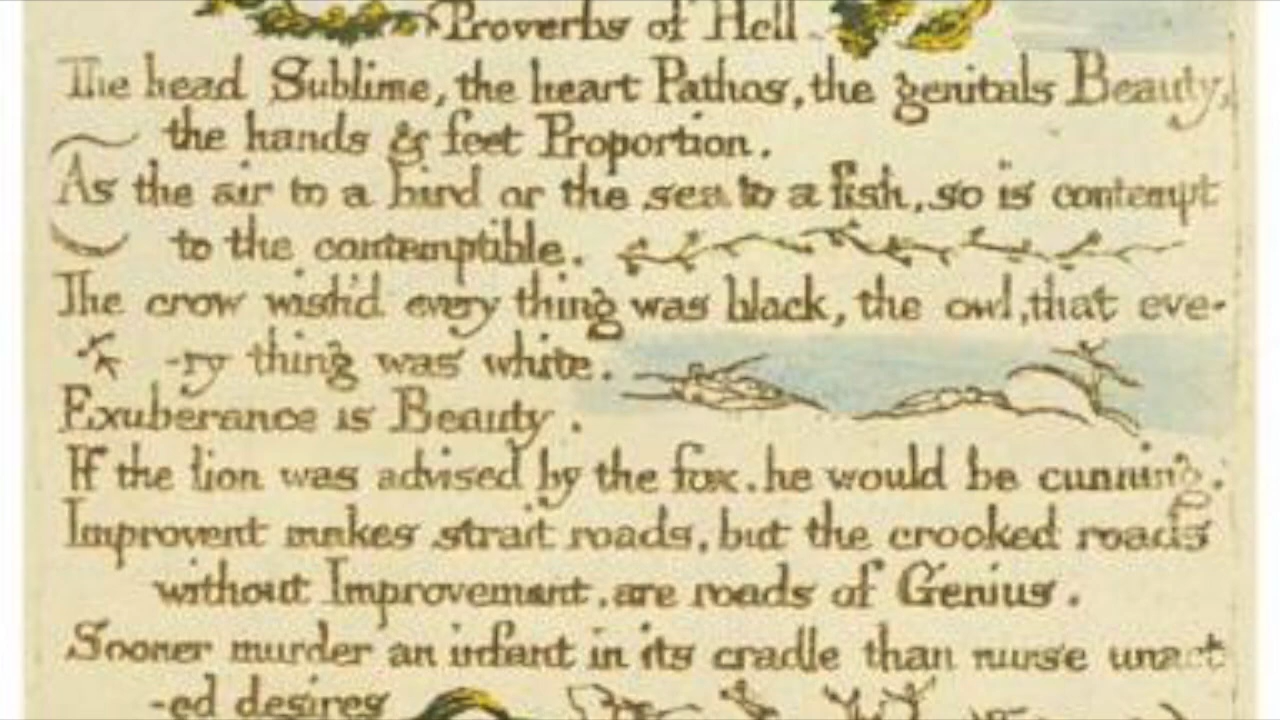 Proverbs of Hell
The head Sublime, the heart Pathos, the genitals Beauty,
the hands & feet Proportion.
As the air to a bird or the sea to a fish, so is contempt
to the contemptible.
The crow wish'd every thing was black, the owl, that eve-
-ry thing was white.
Exuberance is Beauty.
If the lion was advised by the fox. he would be cunning.
Improvent makes strait roads, but the crooked roads
without Improvement, are roads of Genius.
Sooner murder an infant in its cradle than nurse unact
-ed desires